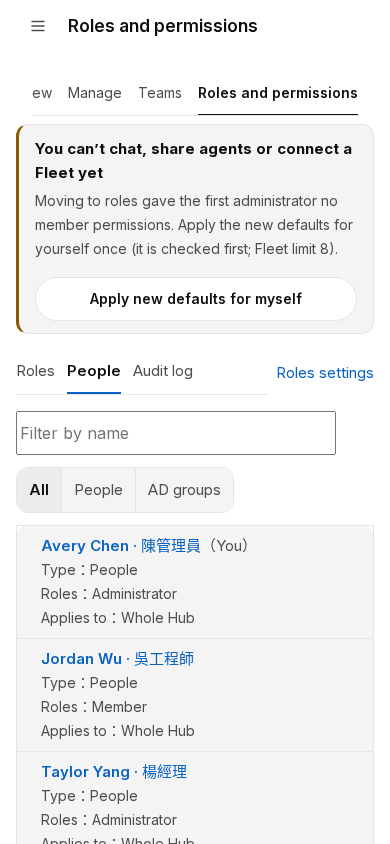 Roles and permissions
ew Manage Teams Roles and permissions
You can’t chat, share agents or connect a
Fleet yet
Moving to roles gave the first administrator no
member permissions. Apply the new defaults for
yourself once (it is checked first; Fleet limit 8).
Apply new defaults for myself
Roles People Audit log Roles settings
Filter by name
All People AD groups
Avery Chen · 陳管理員（You）
Type：People
Roles：Administrator
Applies to：Whole Hub
Jordan Wu · 吳工程師
Type：People
Roles：Member
Applies to：Whole Hub
Taylor Yang · 楊經理
Type：People
Roles：Administrator
Applies to：Whole Hub